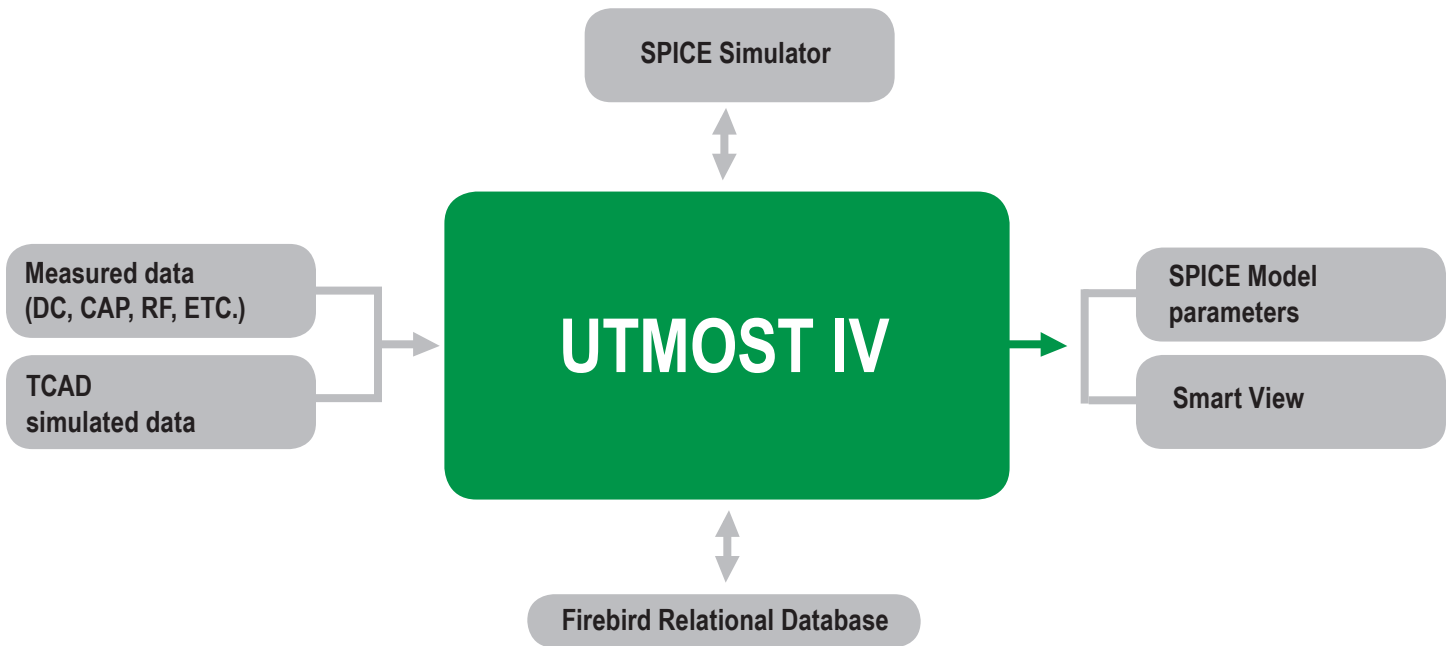 SPICE Simulator
Measured data
(DC, CAP, RF, ETC.)
TCAD
simulated data
UTMOST IV
SPICE Model
parameters
Smart View
Firebird Relational Database